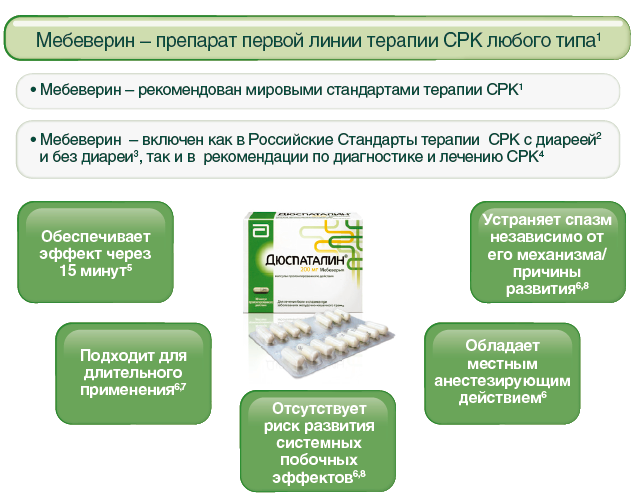 Мебеверин – препарат первой линии терапии СРК любого типа¹
• Мебеверин – рекомендован мировыми стандартами терапии СРК¹
• Мебеверин – включен как в Российские Стандарты терапии СРК с диареей²
и без диареи³, так и в рекомендации по диагностике и лечению СРК⁴
Обеспечивает
эффект через
15 минут⁵
ДЮСПАТАЛИН
ДЮСПАТАЛИН®
200 мг Мебеверин
Устраняет спазм
независимо от
его механизма/
причины
развития⁶,⁸
Подходит для
длительного
применения⁶,⁷
Обладает
местным
анестезирующим
действием⁶
Отсутствует
риск развития
системных
побочных
эффектов⁶,⁸